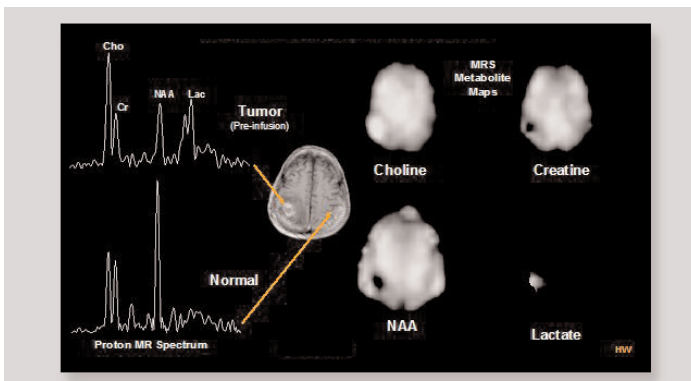 Cho
Cr
NAA
Lac
Tumor
(Pre-infusion)
MRS
Metabolite
Maps
Choline
Creatine
Normal
Proton MR Spectrum
NAA
Lactate
HW